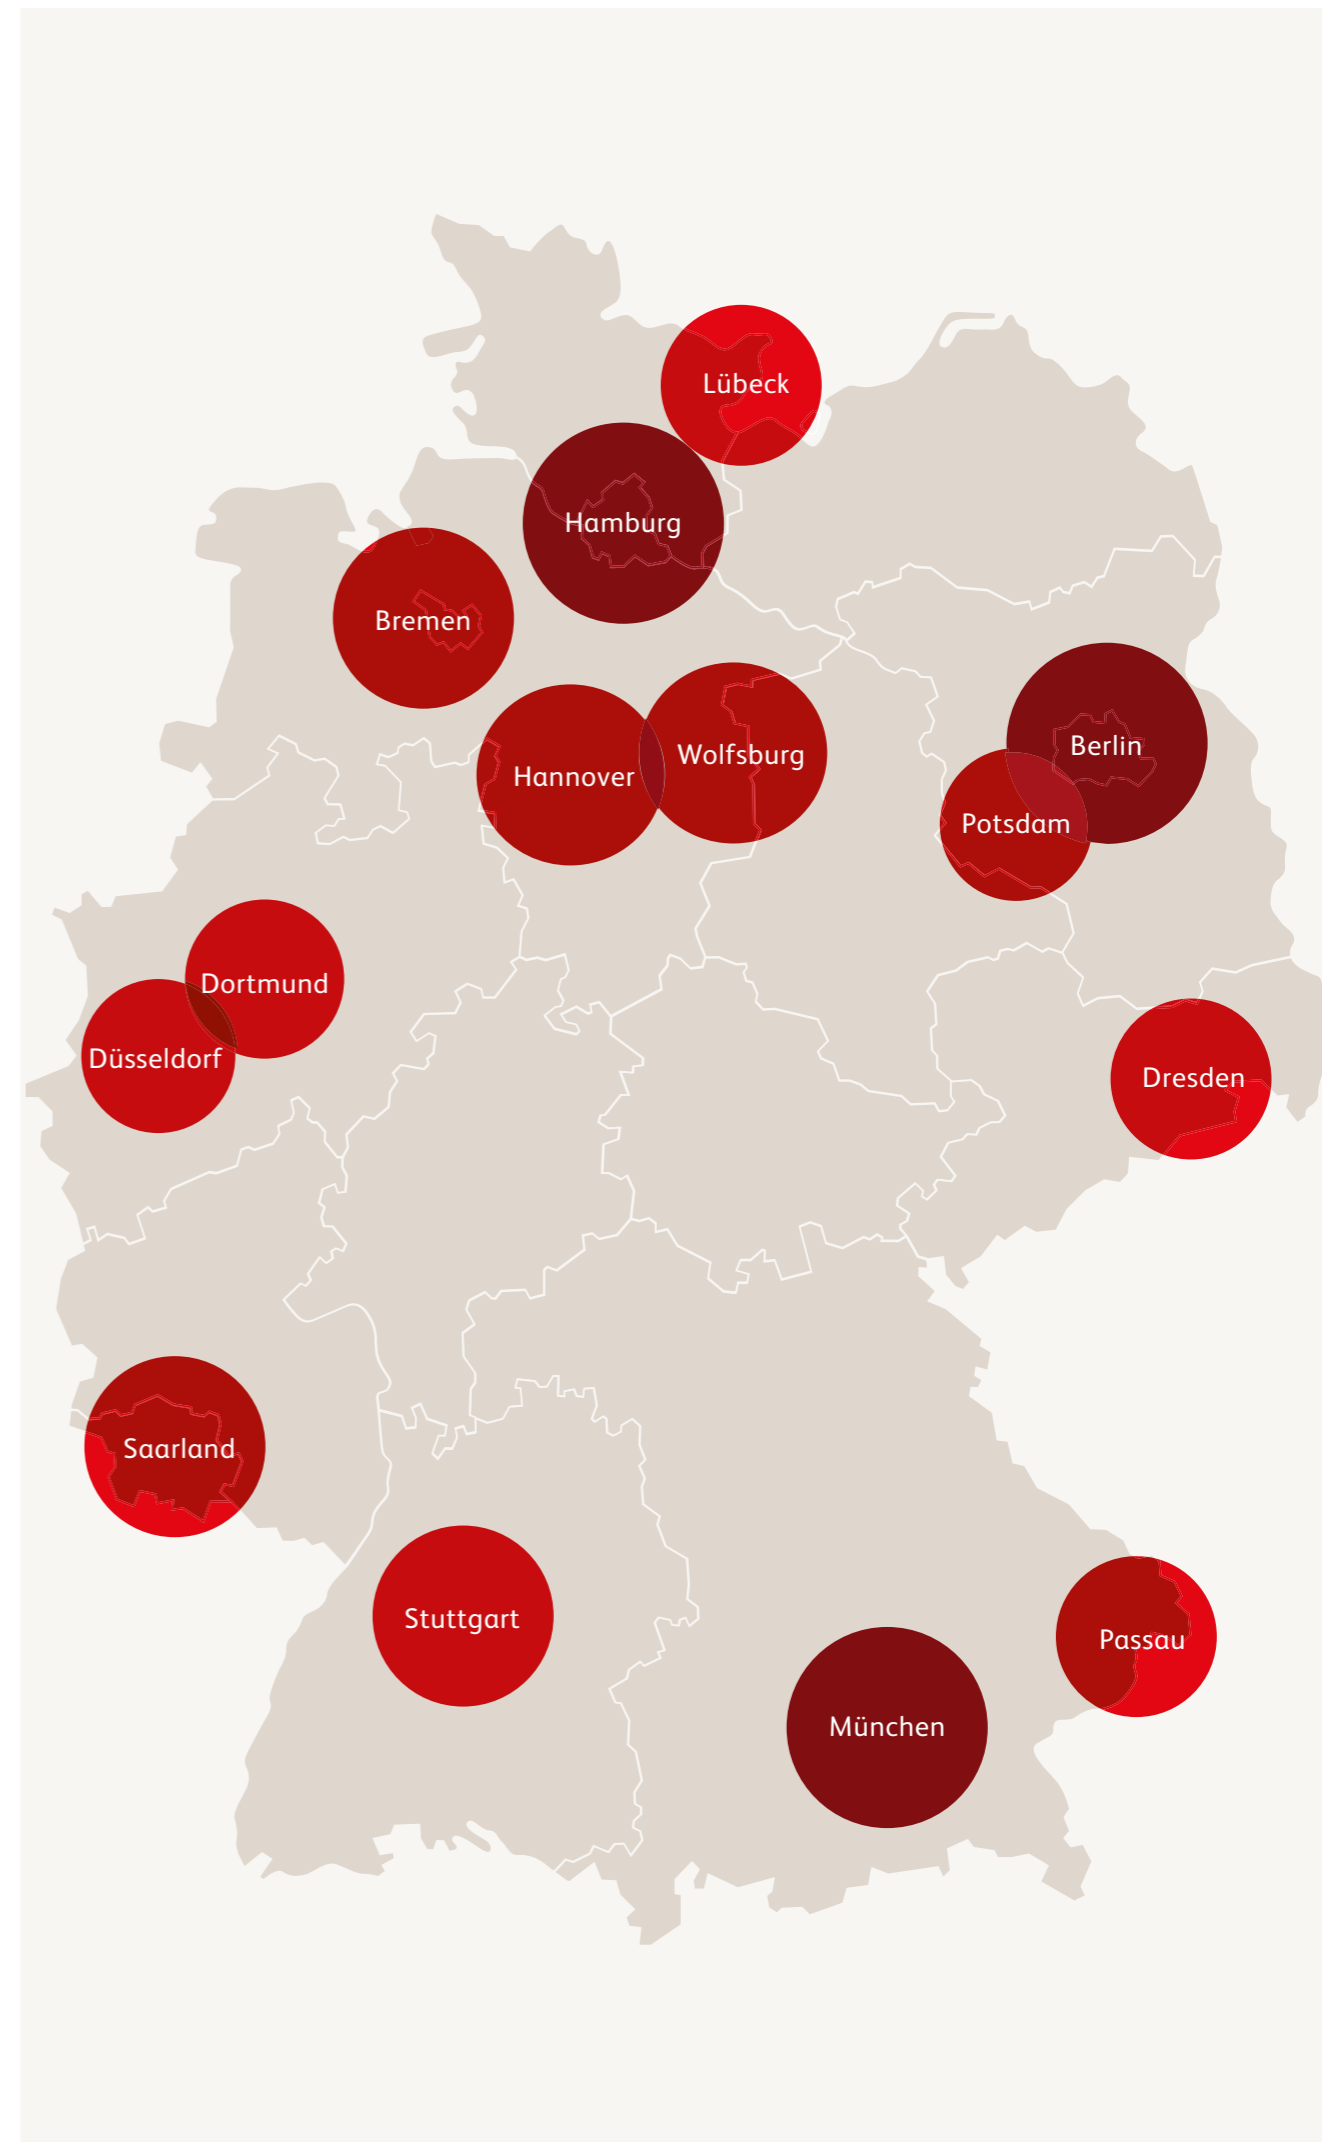 Lübeck
Hamburg
Bremen
Berlin
Wolfsburg
Hannover
Potsdam
Dortmund
Düsseldorf
Dresden
Saarland
Stuttgart
Passau
München